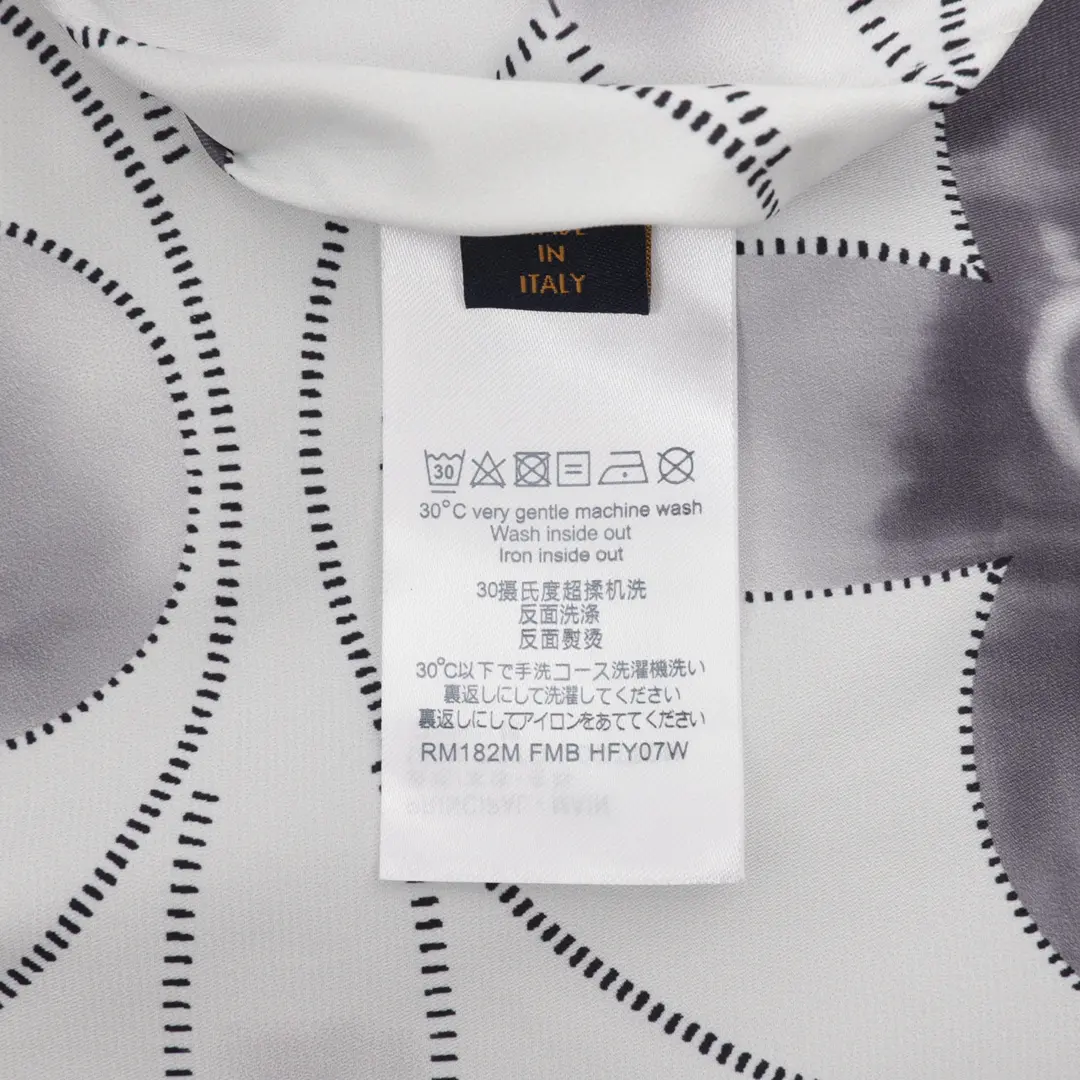 IN
ITALY
30
30°C very gentle machine wash
Wash inside out
Iron inside out
30摄氏度超揉机洗
反面洗涤
反面熨烫
30℃以下で手洗コース洗濯機洗い
裏返しにして洗濯してください
裏返しにしてアイロンをあててください
RM182M FMB HFY07W